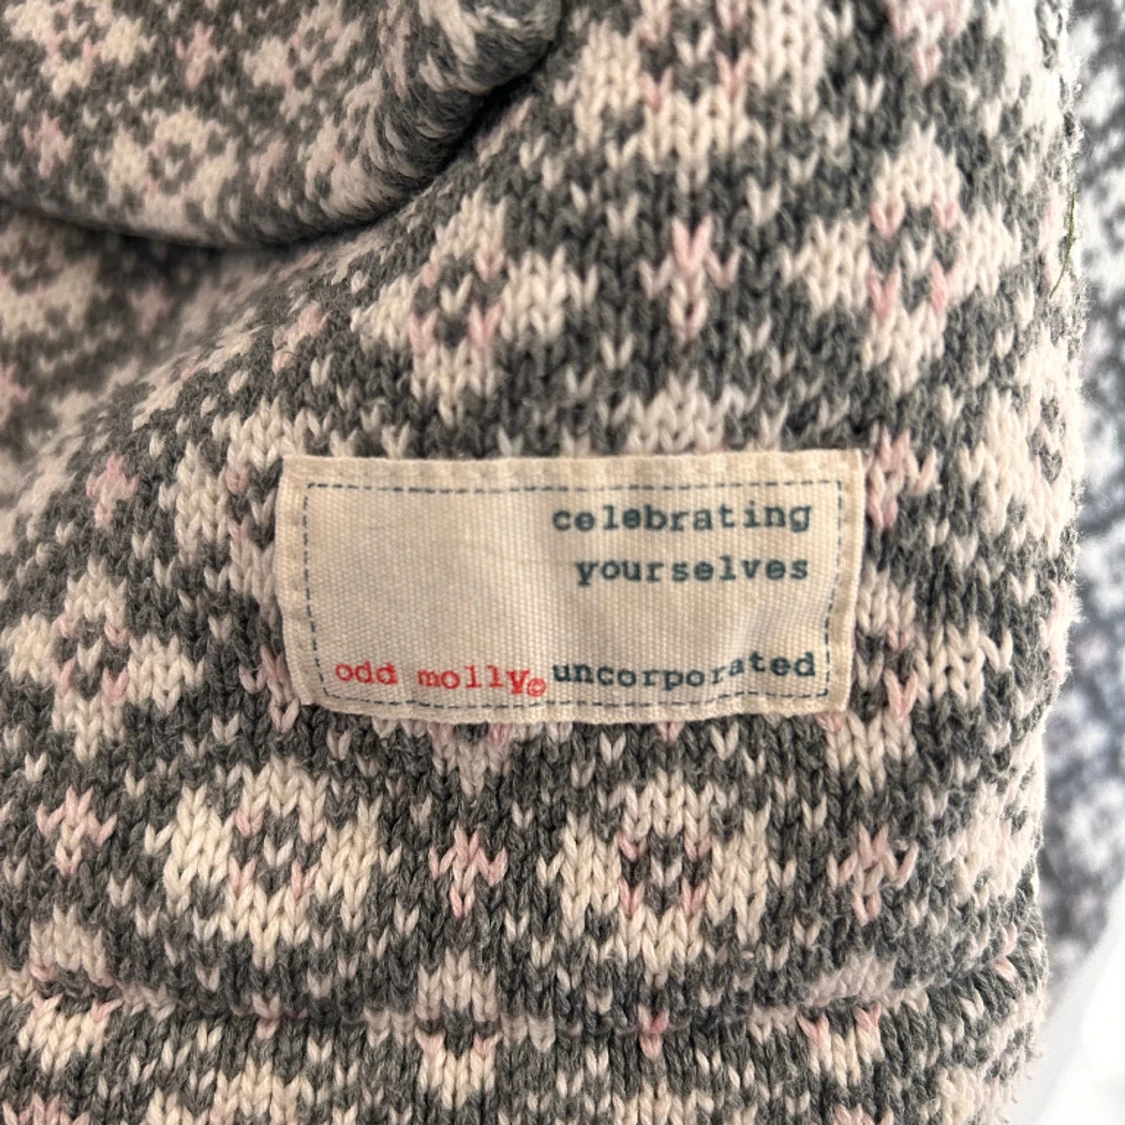 celebrating
yourselves
odd molly© uncorporated